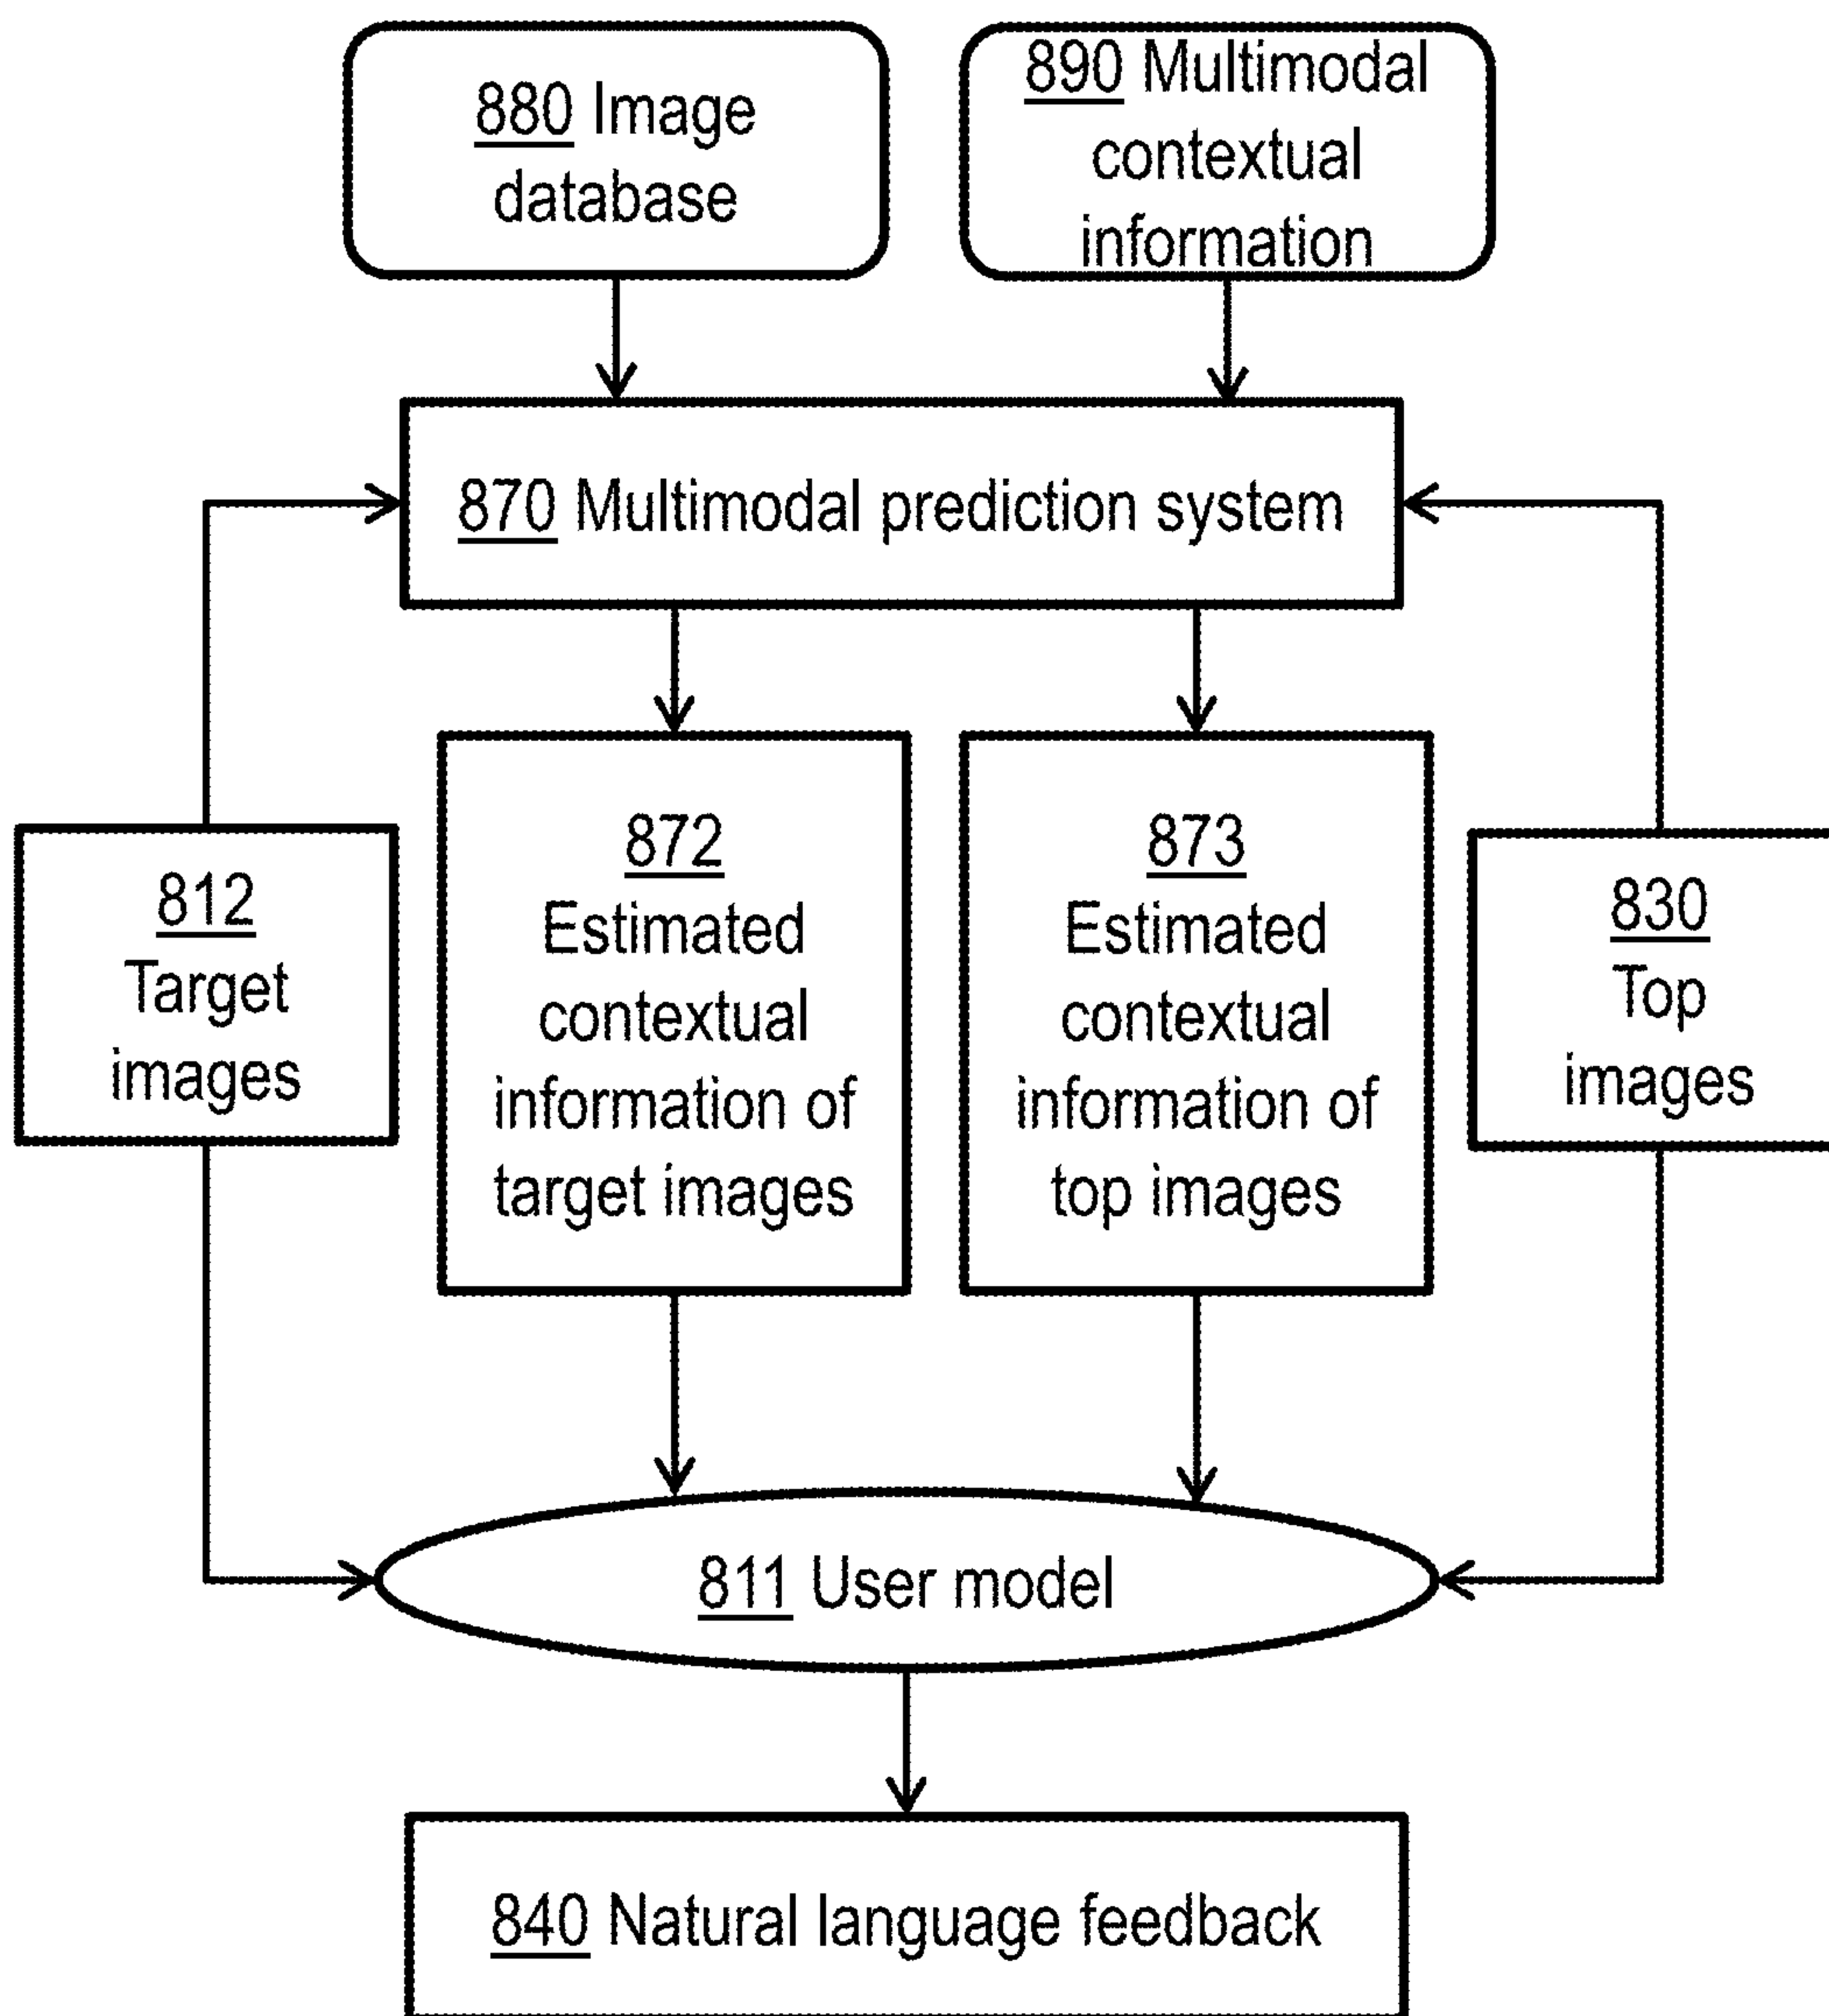 880 Image
database
890 Multimodal
contextual
information
870 Multimodal prediction system
812
Target
images
872
Estimated
contextual
information of
target images
873
Estimated
contextual
information of
top images
830
Top
images
811 User model
840 Natural language feedback